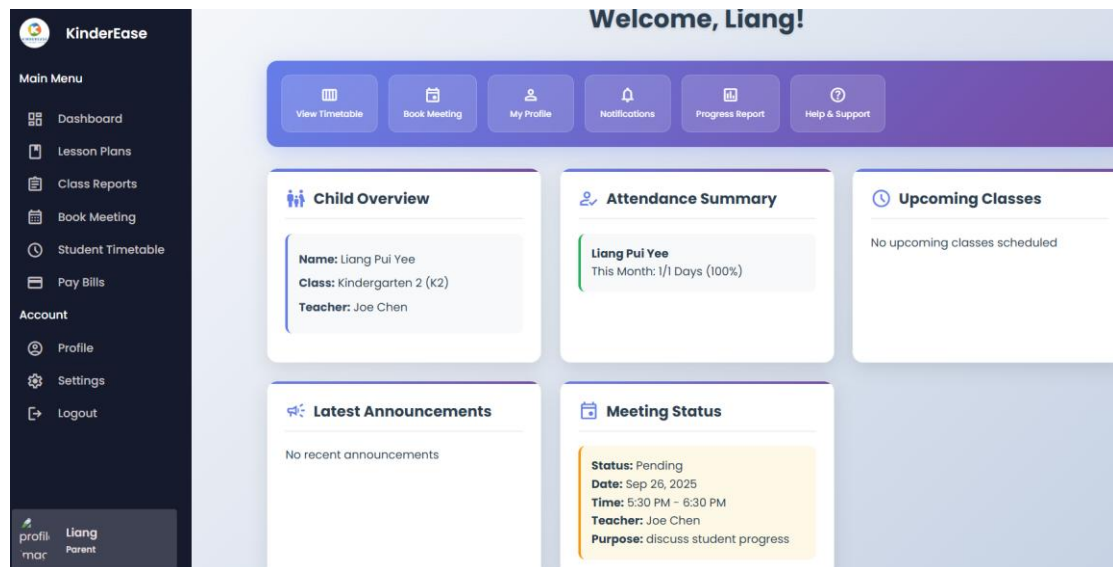 KinderEase
Main Menu
Dashboard
Lesson Plans
Class Reports
Book Meeting
Student Timetable
Pay Bills
Account
Profile
Settings
Logout
profil
mac
Liang
Parent
Welcome, Liang!
View Timetable
Book Meeting
My Profile
Notifications
Progress Report
Help & Support
Child Overview
Name: Liang Pui Yee
Class: Kindergarten 2 (K2)
Teacher: Joe Chen
Attendance Summary
Liang Pui Yee
This Month: 1/1 Days (100%)
Upcoming Classes
No upcoming classes scheduled
Latest Announcements
No recent announcements
Meeting Status
Status: Pending
Date: Sep 26, 2025
Time: 5:30 PM - 6:30 PM
Teacher: Joe Chen
Purpose: discuss student progress